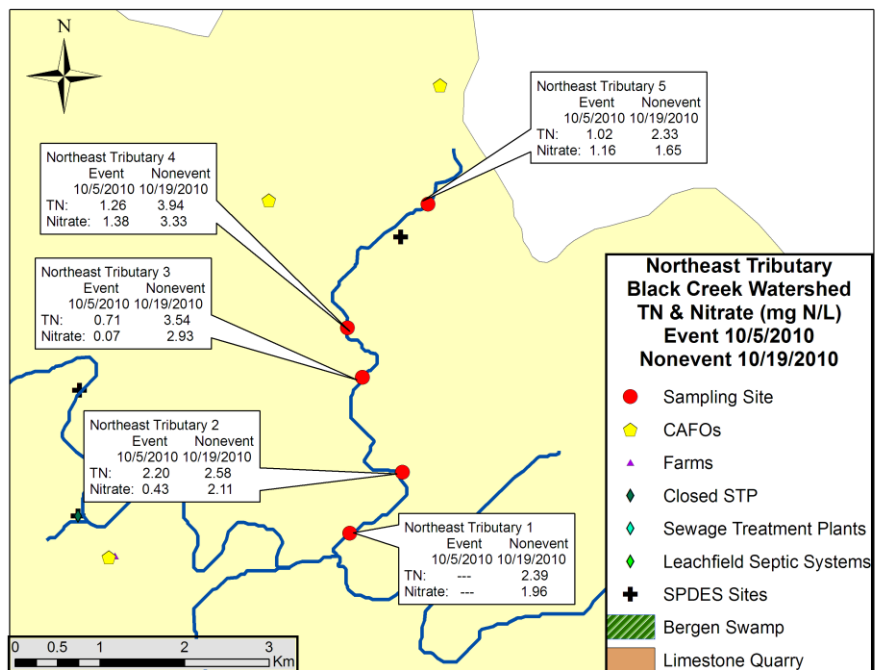 N
Northeast Tributary 5
Event Nonevent
10/5/2010 10/19/2010
TN: 1.02 2.33
Nitrate: 1.16 1.65
Northeast Tributary 4
Event Nonevent
10/5/2010 10/19/2010
TN: 1.26 3.94
Nitrate: 1.38 3.33
Northeast Tributary 3
Event Nonevent
10/5/2010 10/19/2010
TN: 0.71 3.54
Nitrate: 0.07 2.93
Northeast Tributary 2
Event Nonevent
10/5/2010 10/19/2010
TN: 2.20 2.58
Nitrate: 0.43 2.11
Northeast Tributary 1
Event Nonevent
10/5/2010 10/19/2010
TN: --- 2.39
Nitrate: --- 1.96
Northeast Tributary
Black Creek Watershed
TN & Nitrate (mg N/L)
Event 10/5/2010
Nonevent 10/19/2010
Sampling Site
CAFOs
Farms
Closed STP
Sewage Treatment Plants
Leachfield Septic Systems
SPDES Sites
Bergen Swamp
Limestone Quarry
0 0.5 1 2 3
Km